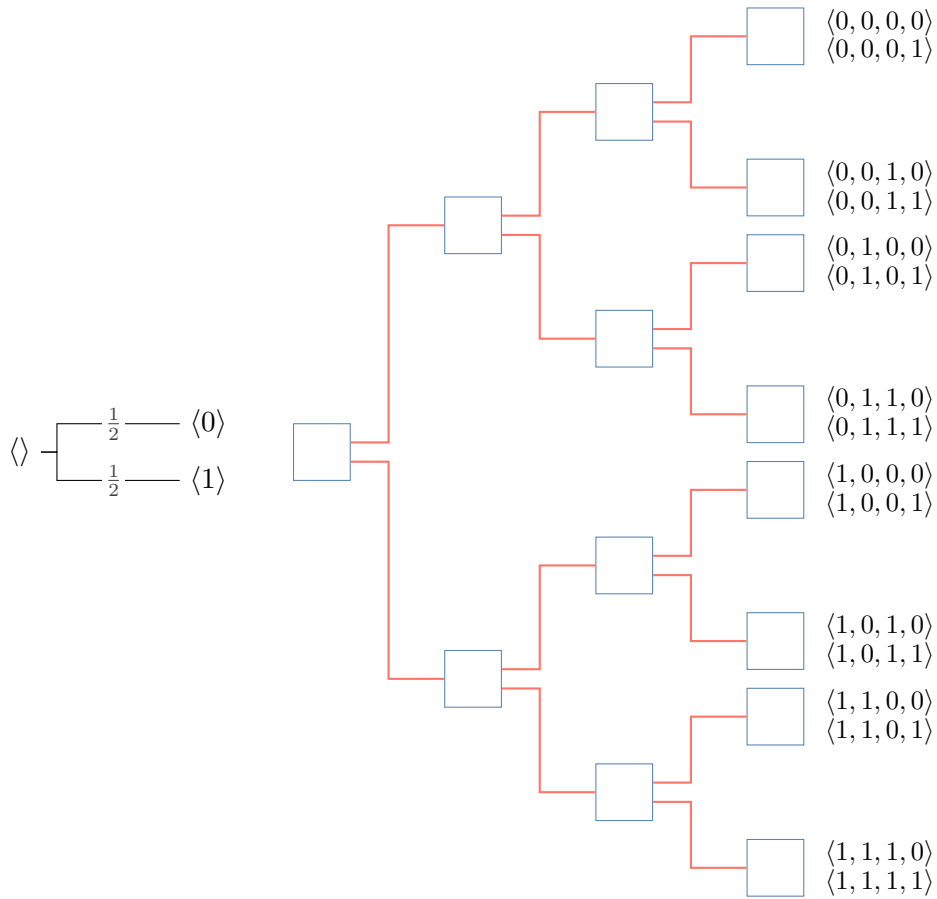 ⟨0, 0, 0, 0⟩
⟨0, 0, 0, 1⟩
⟨0, 0, 1, 0⟩
⟨0, 0, 1, 1⟩
⟨0, 1, 0, 0⟩
⟨0, 1, 0, 1⟩
⟨0, 1, 1, 0⟩
⟨0, 1, 1, 1⟩
⟨⟩
1/2 ⟨0⟩
1/2 ⟨1⟩
⟨1, 0, 0, 0⟩
⟨1, 0, 0, 1⟩
⟨1, 0, 1, 0⟩
⟨1, 0, 1, 1⟩
⟨1, 1, 0, 0⟩
⟨1, 1, 0, 1⟩
⟨1, 1, 1, 0⟩
⟨1, 1, 1, 1⟩